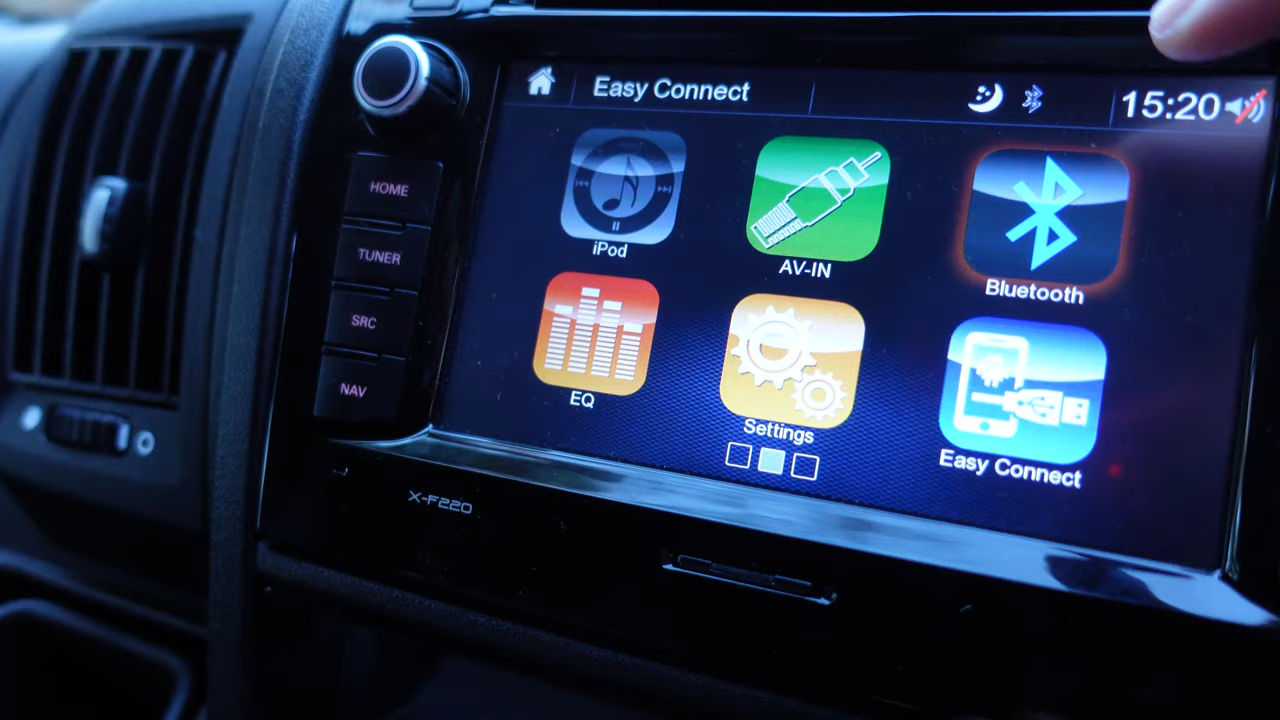 Easy Connect
15:20
HOME
TUNER
SRC
NAV
iPod
AV-IN
Bluetooth
EQ
Settings
Easy Connect
X-F220